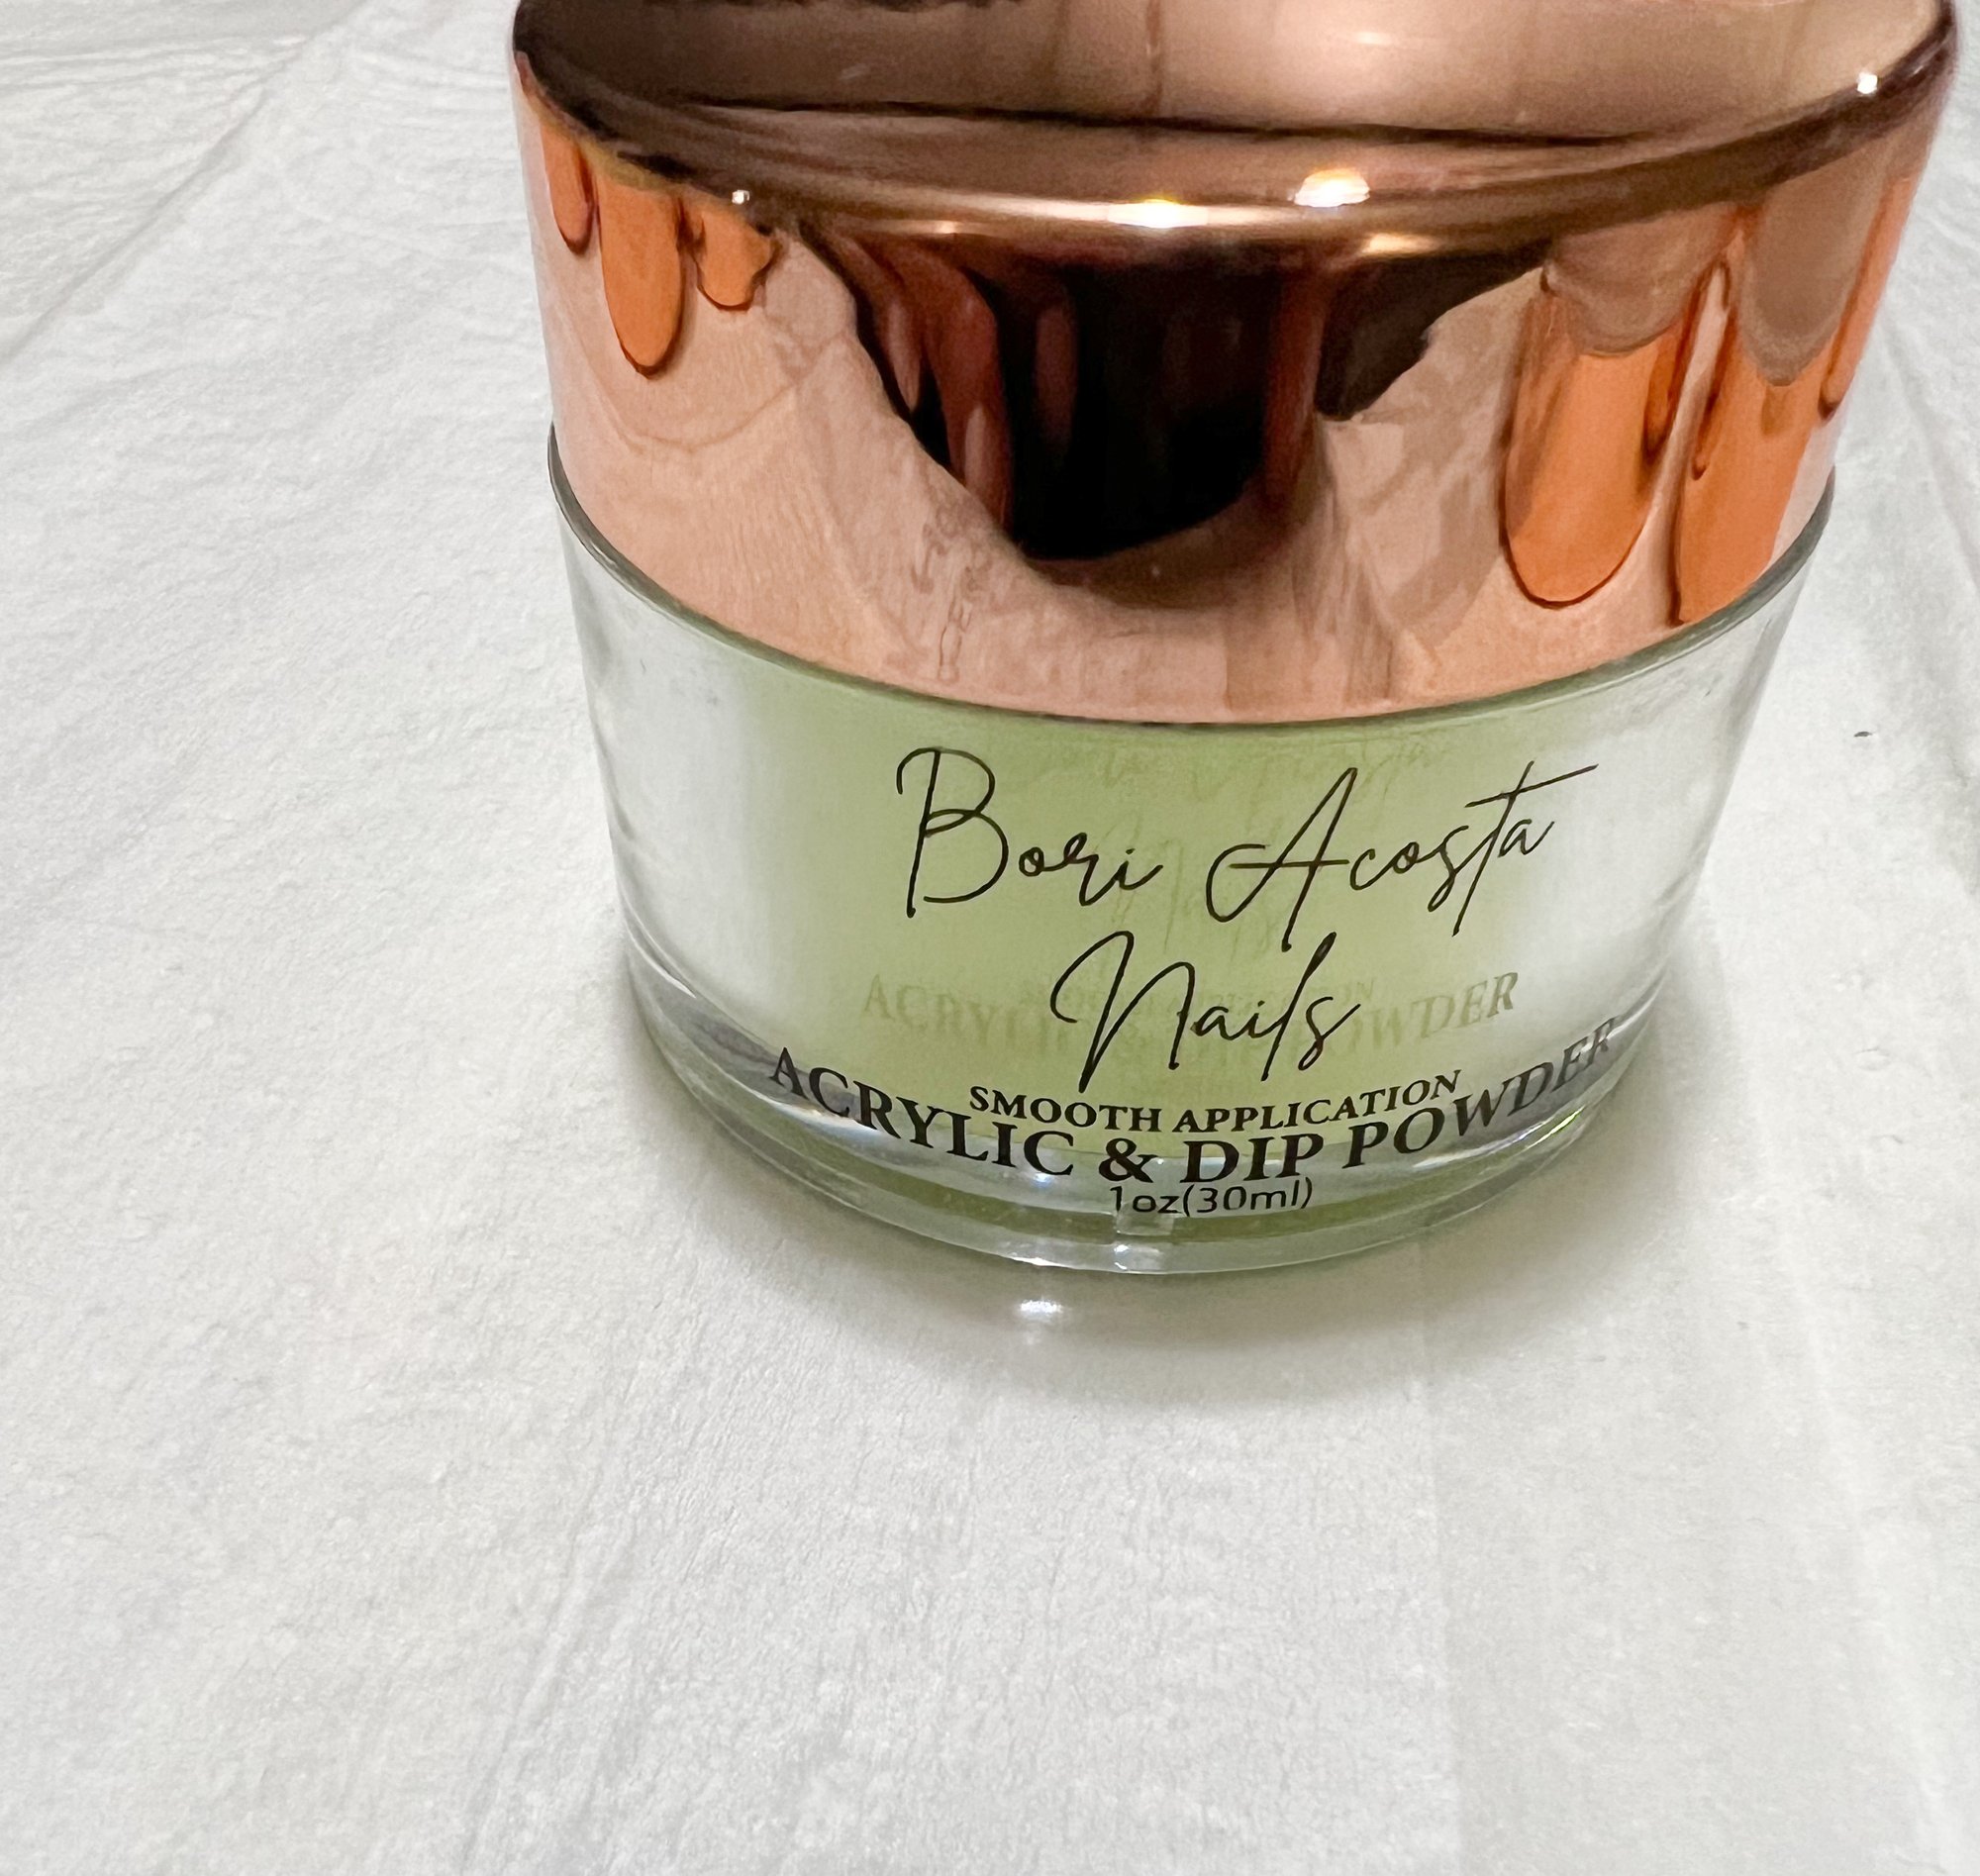 Bori Acosta
Nails
SMOOTH APPLICATION
ACRYLIC & DIP POWDER
1oz(30ml)